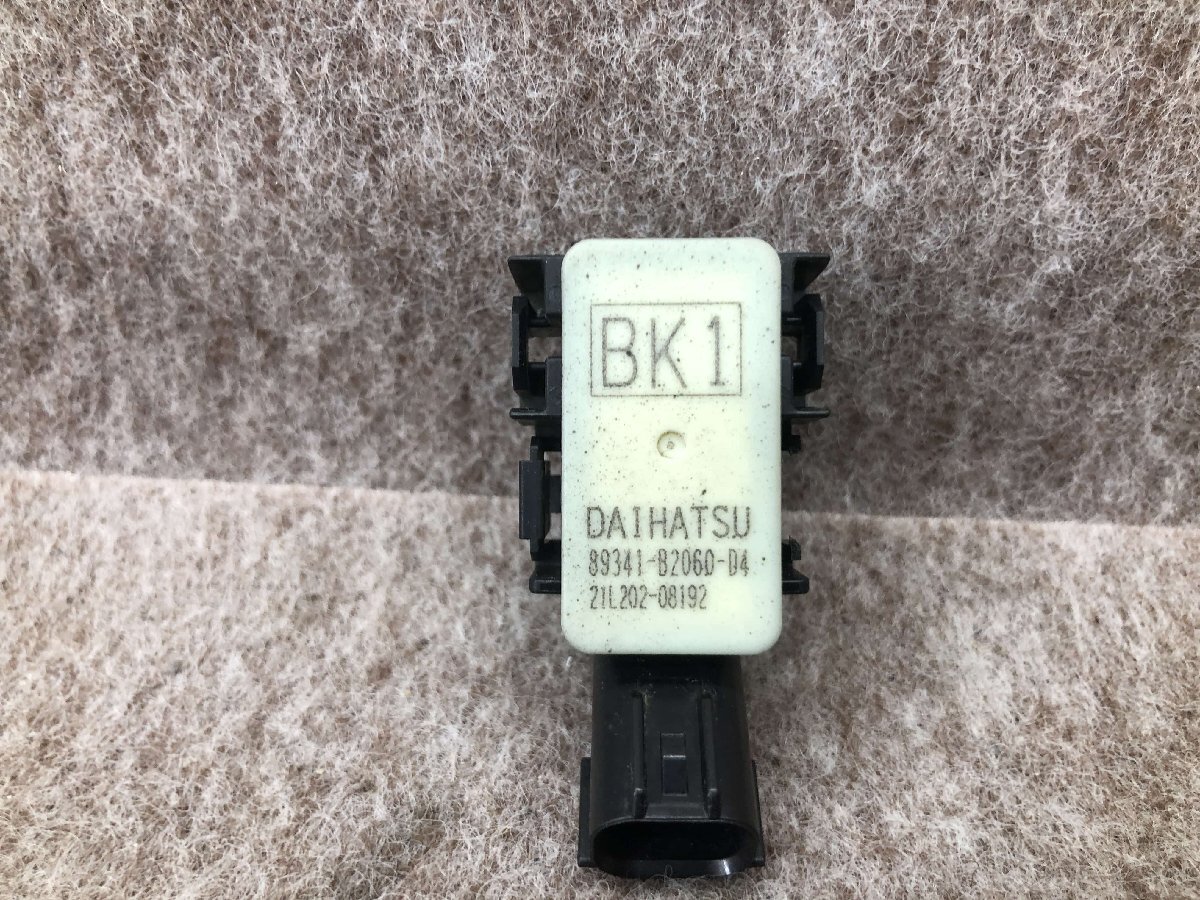 BK1
DAIHATSU
89341-B2060-D4
21L202-08192